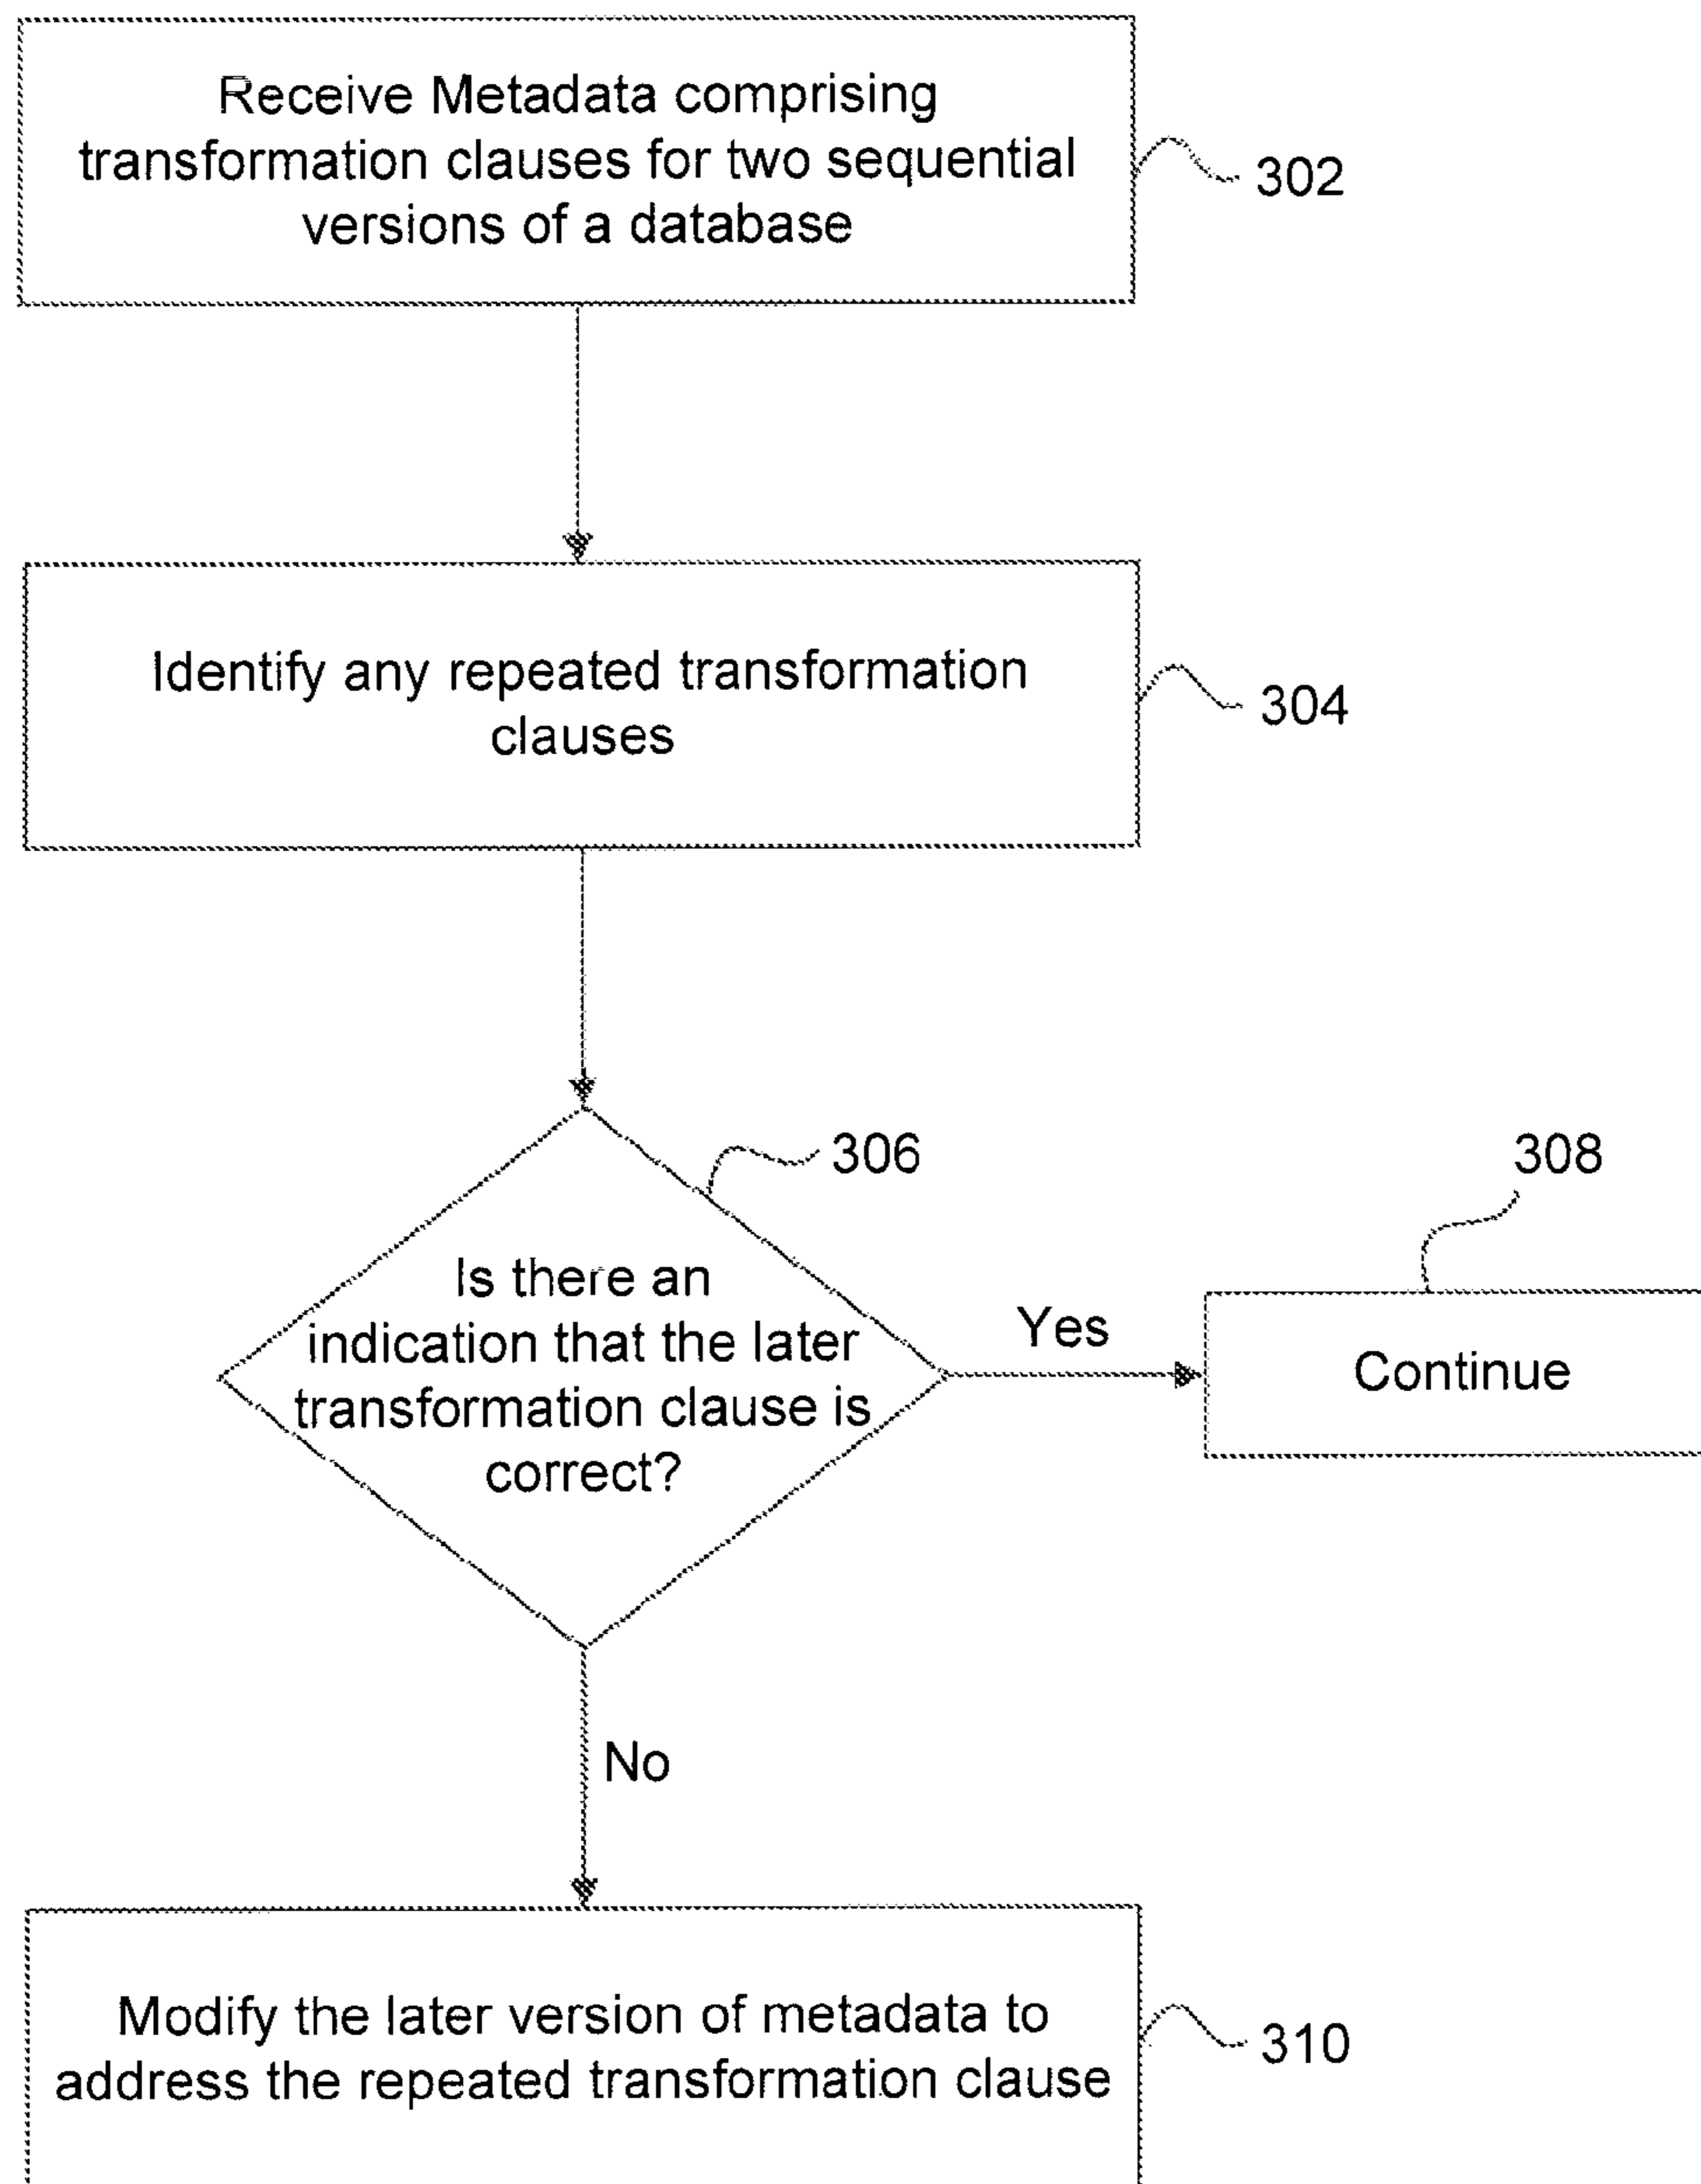 Receive Metadata comprising
transformation clauses for two sequential
versions of a database
302
Identify any repeated transformation
clauses
304
306
308
Is there an
indication that the later
transformation clause is
correct?
Yes
Continue
No
Modify the later version of metadata to
address the repeated transformation clause
310